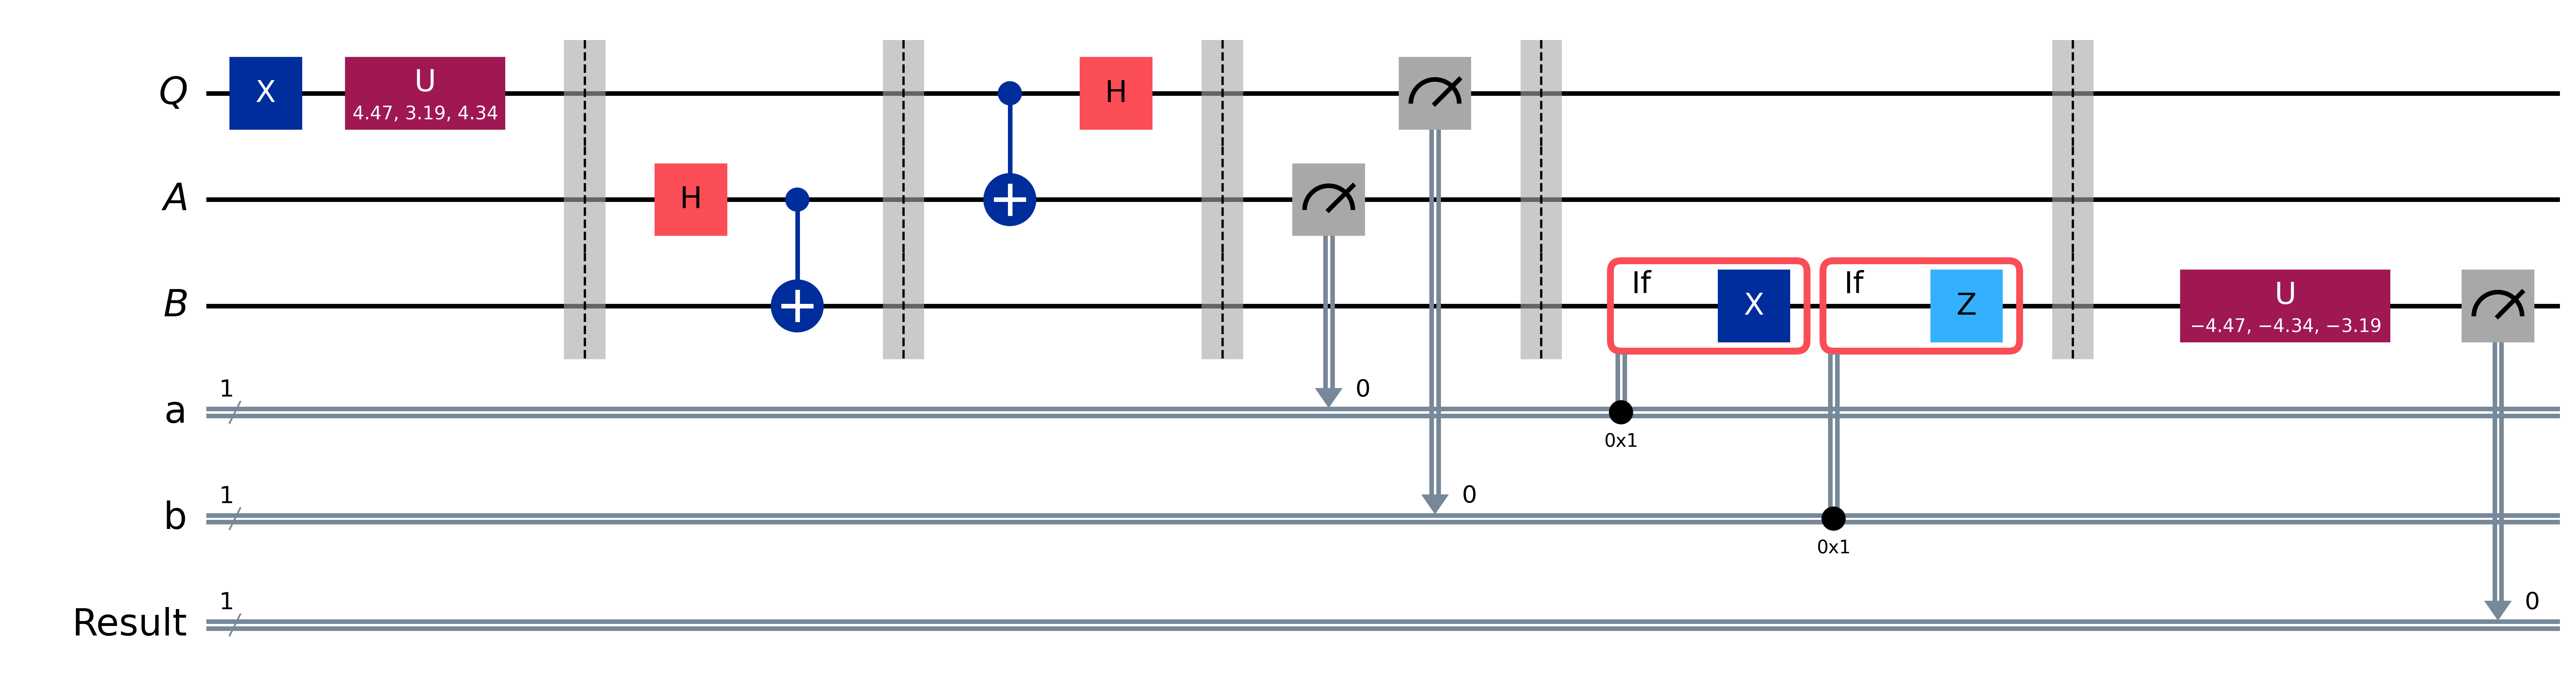 Q X U
4.47, 3.19, 4.34
H
A H
B If X If Z U
−4.47, −4.34, −3.19
a 1 0
0x1
b 1 0
0x1
Result 1 0